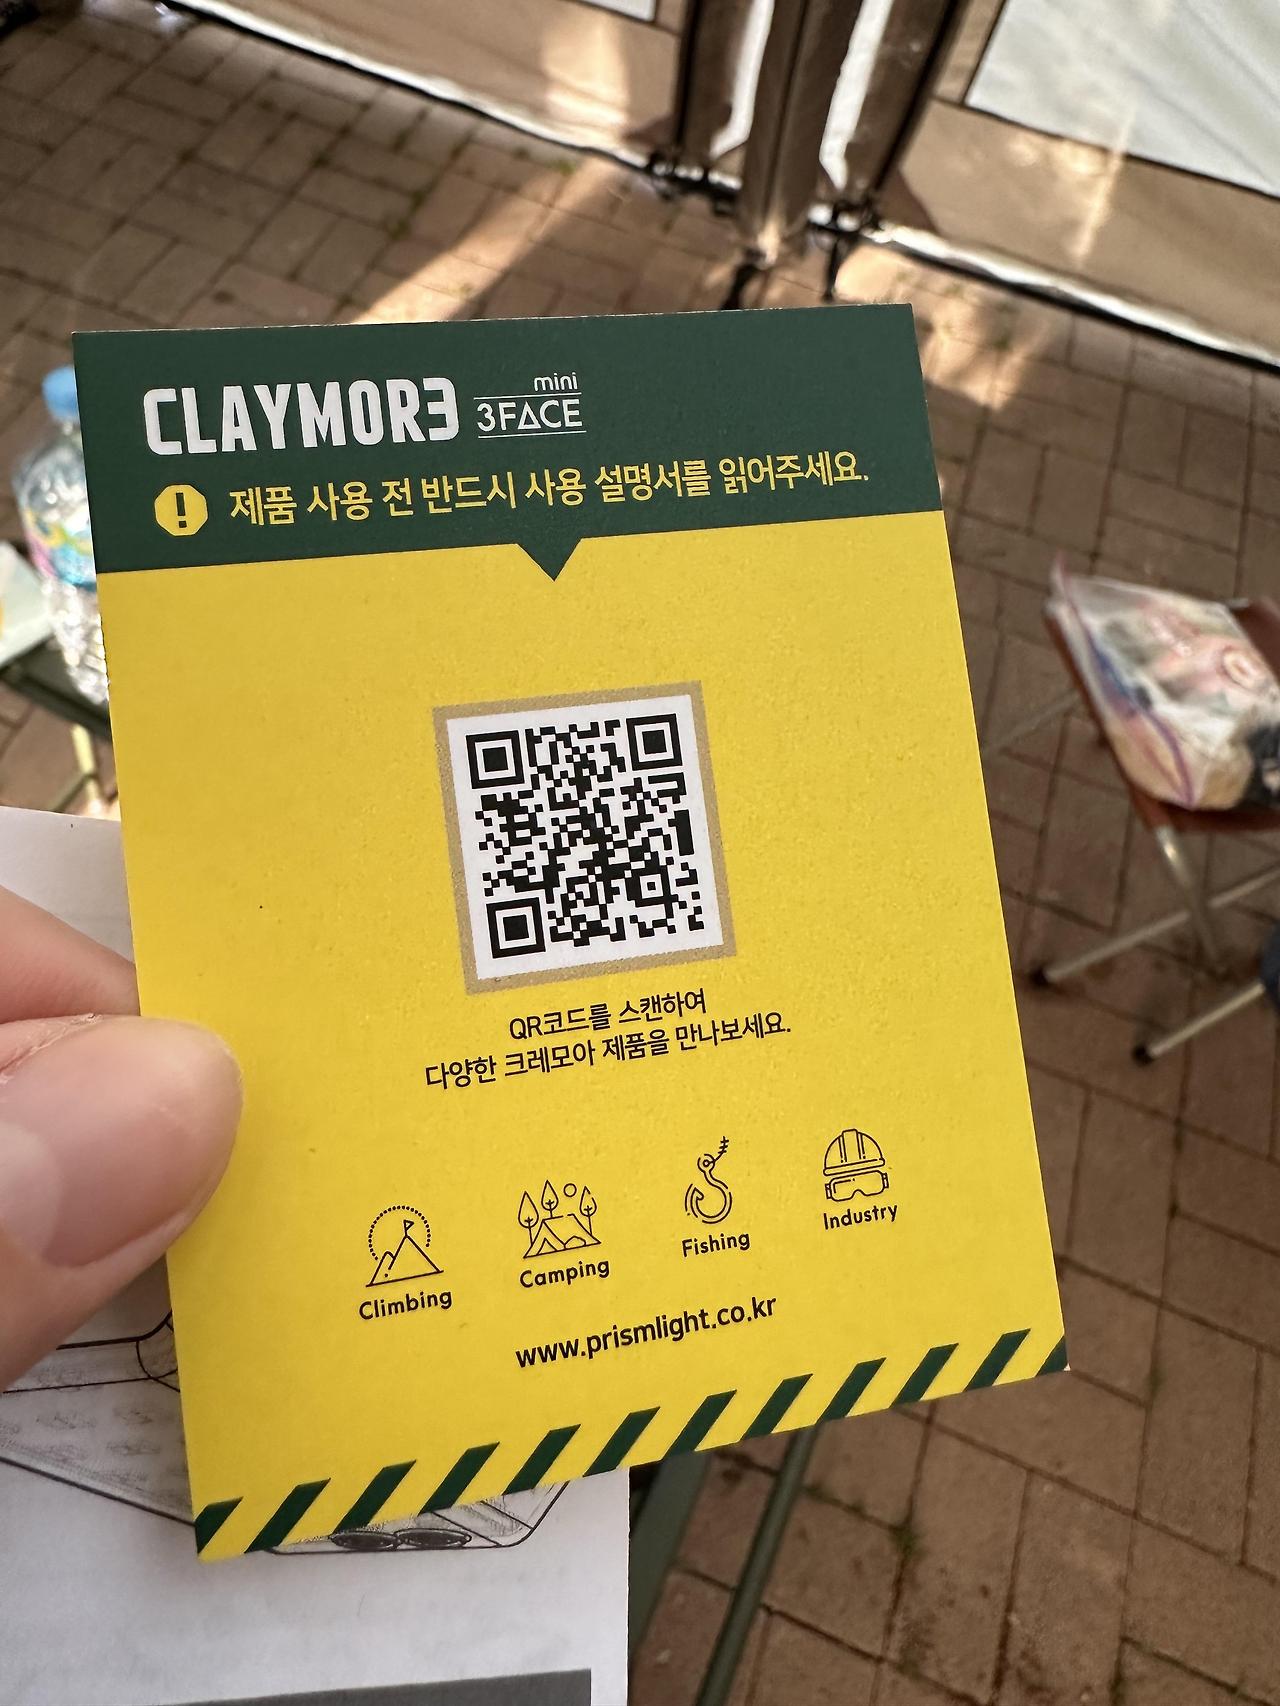 CLAYMORE
mini
3FACE
제품 사용 전 반드시 사용 설명서를 읽어주세요.
QR코드를 스캔하여
다양한 크레모아 제품을 만나보세요.
Climbing
Camping
Fishing
Industry
www.prismlight.co.kr